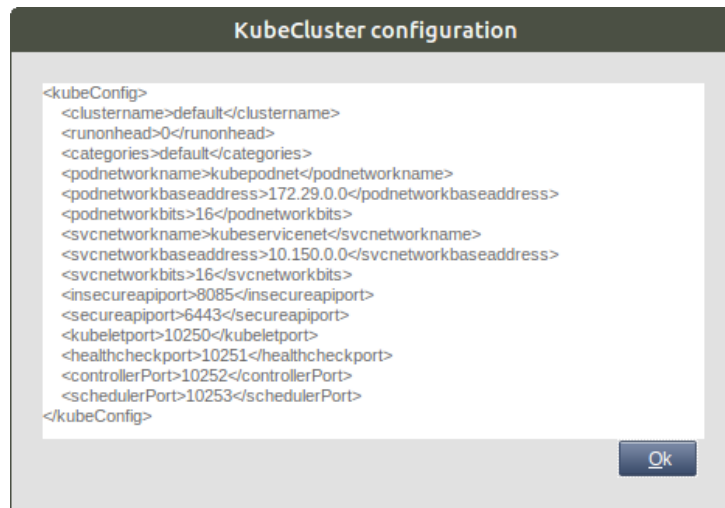 KubeCluster configuration
<kubeConfig>
<clustername>default</clustername>
<runonhead>0</runonhead>
<categories>default</categories>
<podnetworkname>kubepodnet</podnetworkname>
<podnetworkbaseaddress>172.29.0.0</podnetworkbaseaddress>
<podnetworkbits>16</podnetworkbits>
<svcnetworkname>kubeservicenet</svcnetworkname>
<svcnetworkbaseaddress>10.150.0.0</svcnetworkbaseaddress>
<svcnetworkbits>16</svcnetworkbits>
<insecureapiport>8085</insecureapiport>
<secureapiport>6443</secureapiport>
<kubeletport>10250</kubeletport>
<healthcheckport>10251</healthcheckport>
<controllerPort>10252</controllerPort>
<schedulerPort>10253</schedulerPort>
</kubeConfig>
Ok